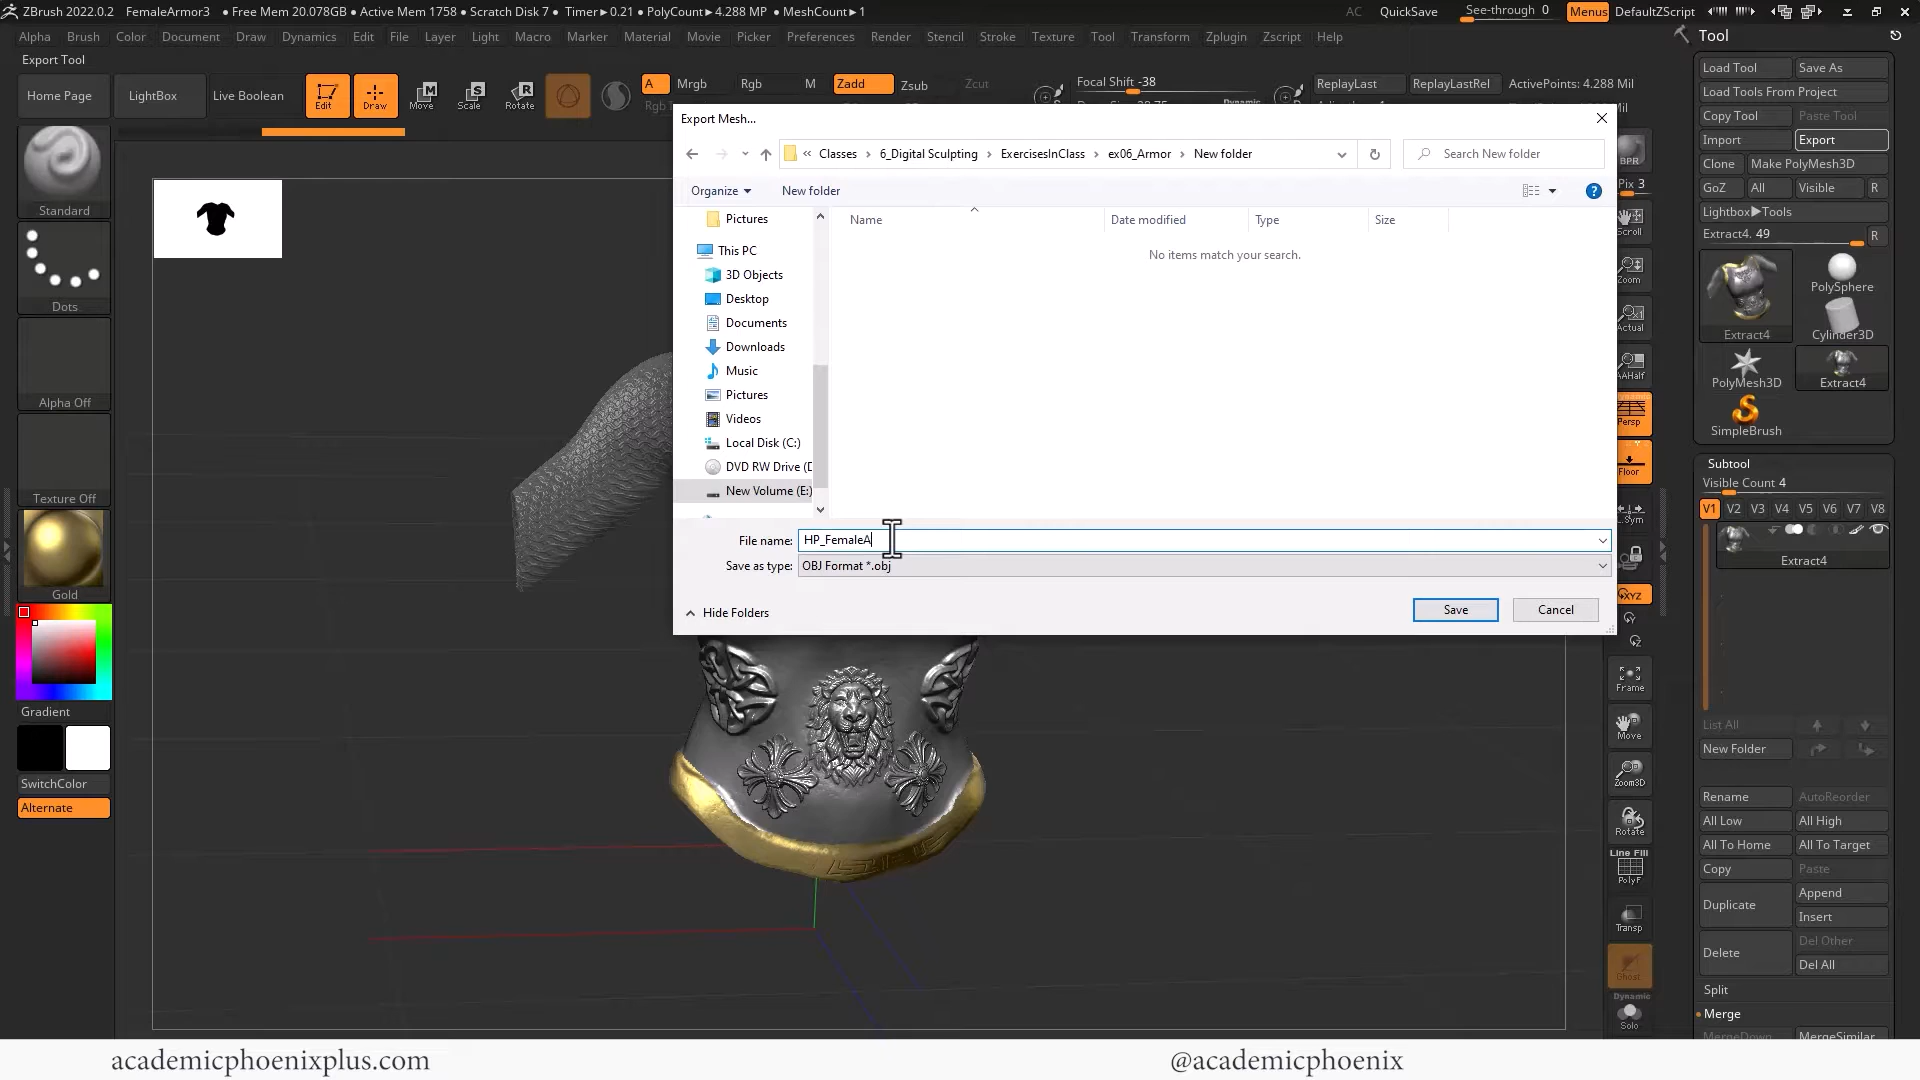 ZBrush 2022.0.2 FemaleArmor3 ● Free Mem 20.078GB ● Active Mem 1758 ● Scratch Disk 7 ● Timer►0.21 ● PolyCount►4.288 MP ● MeshCount►1 AC QuickSave See-through 0 Menus DefaultZScript
Alpha Brush Color Document Draw Dynamics Edit File Layer Light Macro Marker Material Movie Picker Preferences Render Stencil Stroke Texture Tool Transform Zplugin Zscript Help
Export Tool
Home Page LightBox Live Boolean Edit Draw Move Scale Rotate A Mrgb Rgb M Zadd Zsub Zcut Focal Shift -38 ReplayLast ReplayLastRel ActivePoints: 4.288 Mil
Export Mesh...
« Classes › 6_Digital Sculpting › ExercisesInClass › ex06_Armor › New folder
Search New folder
Organize New folder
Name Date modified Type Size
No items match your search.
Pictures
This PC
3D Objects
Desktop
Documents
Downloads
Music
Pictures
Videos
Local Disk (C:)
DVD RW Drive (D
New Volume (E:)
File name: HP_FemaleA
Save as type: OBJ Format *.obj
Hide Folders
Save Cancel
Standard
Dots
Alpha Off
Texture Off
Gold
Gradient
SwitchColor
Alternate
BPR
Pix 3
Scroll
Zoom
Actual
AAHalf
Dynamic
Persp
Floor
L.Sym
XYZ
Frame
Move
Zoom3D
Rotate
Line Fill
PolyF
Transp
Ghost
Dynamic
Solo
Tool
Load Tool Save As
Load Tools From Project
Copy Tool Paste Tool
Import Export
Clone Make PolyMesh3D
GoZ All Visible R
Lightbox►Tools
Extract4. 49 R
Extract4 PolySphere
Cylinder3D
PolyMesh3D Extract4
SimpleBrush
Subtool
Visible Count 4
V1 V2 V3 V4 V5 V6 V7 V8
Extract4
List All
New Folder
Rename AutoReorder
All Low All High
All To Home All To Target
Copy Paste
Duplicate Append
Insert
Delete Del Other
Del All
Split
Merge
MergeDown MergeSimilar
academicphoenixplus.com
@academicphoenix